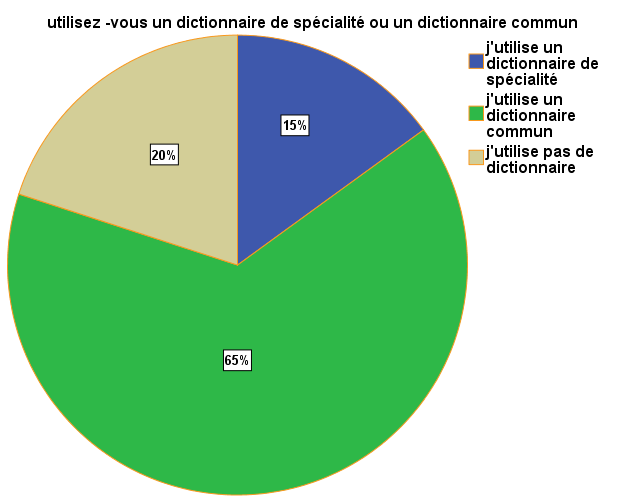 utilisez -vous un dictionnaire de spécialité ou un dictionnaire commun
j'utilise un
dictionnaire de
spécialité
j'utilise un
dictionnaire
commun
j'utilise pas de
dictionnaire
15%
20%
65%